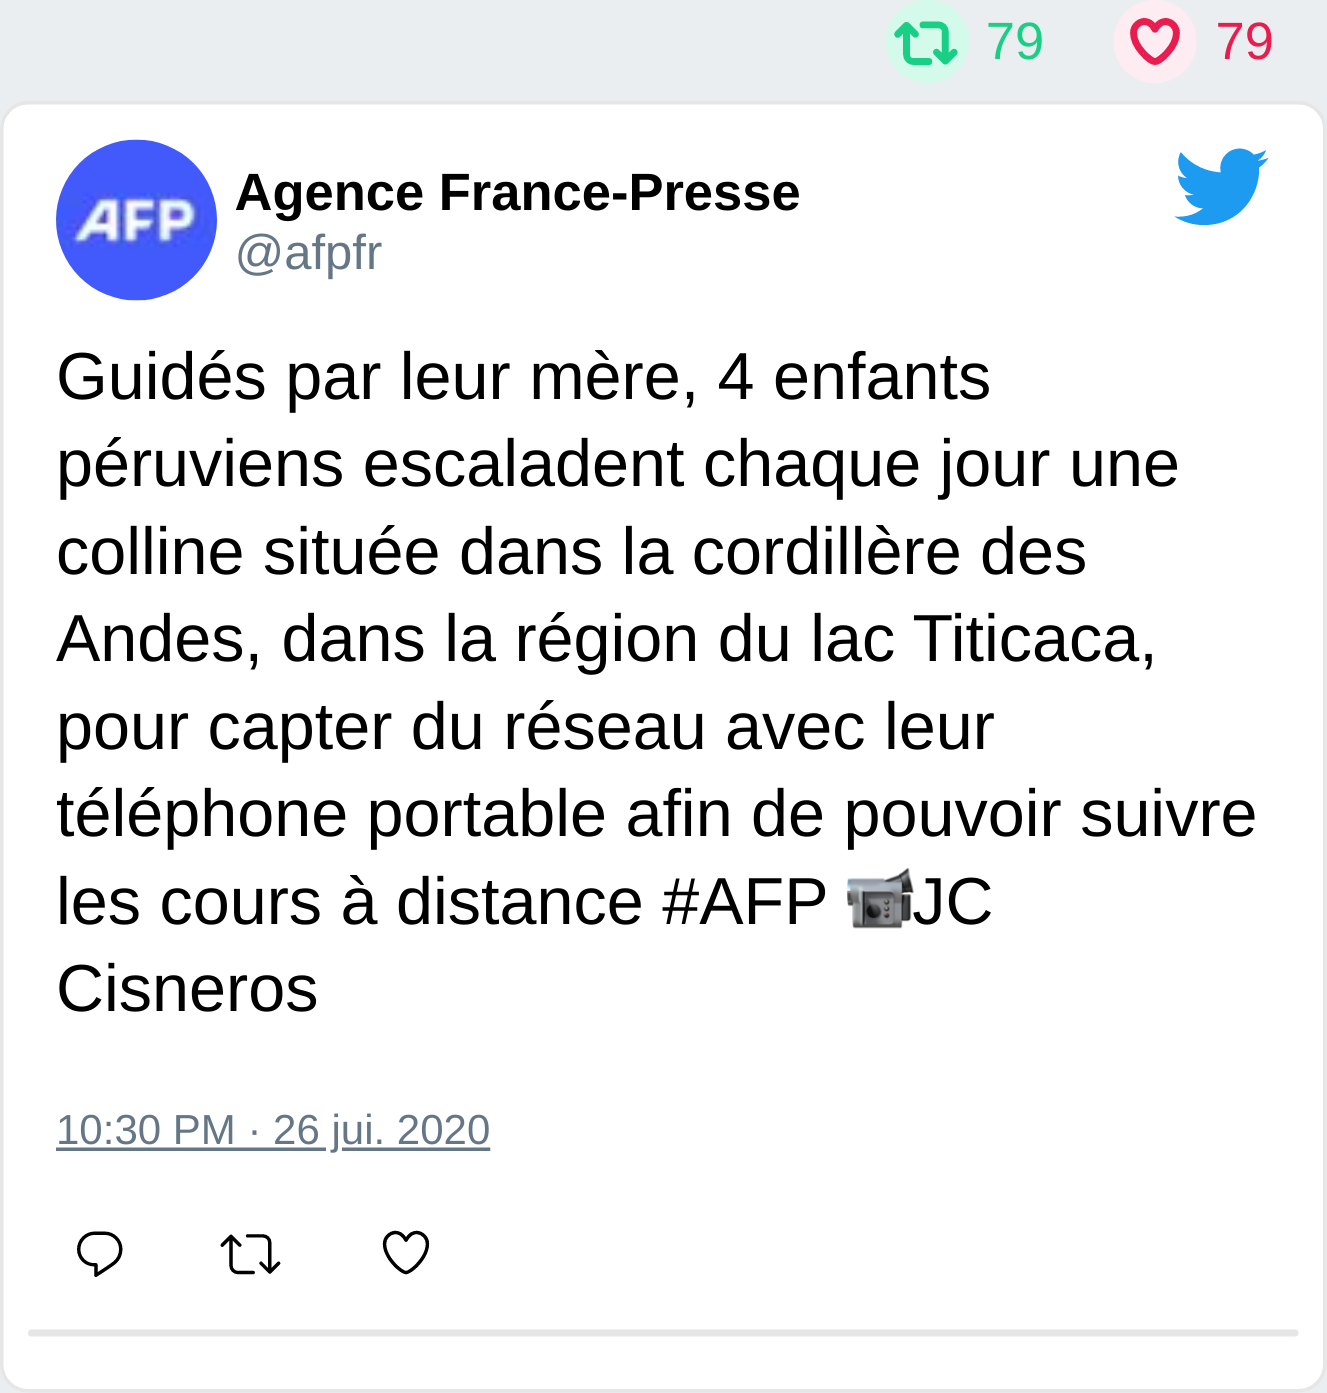 79 79
AFP
Agence France-Presse
@afpfr
Guidés par leur mère, 4 enfants
péruviens escaladent chaque jour une
colline située dans la cordillère des
Andes, dans la région du lac Titicaca,
pour capter du réseau avec leur
téléphone portable afin de pouvoir suivre
les cours à distance #AFP 📹JC
Cisneros
10:30 PM · 26 jui. 2020